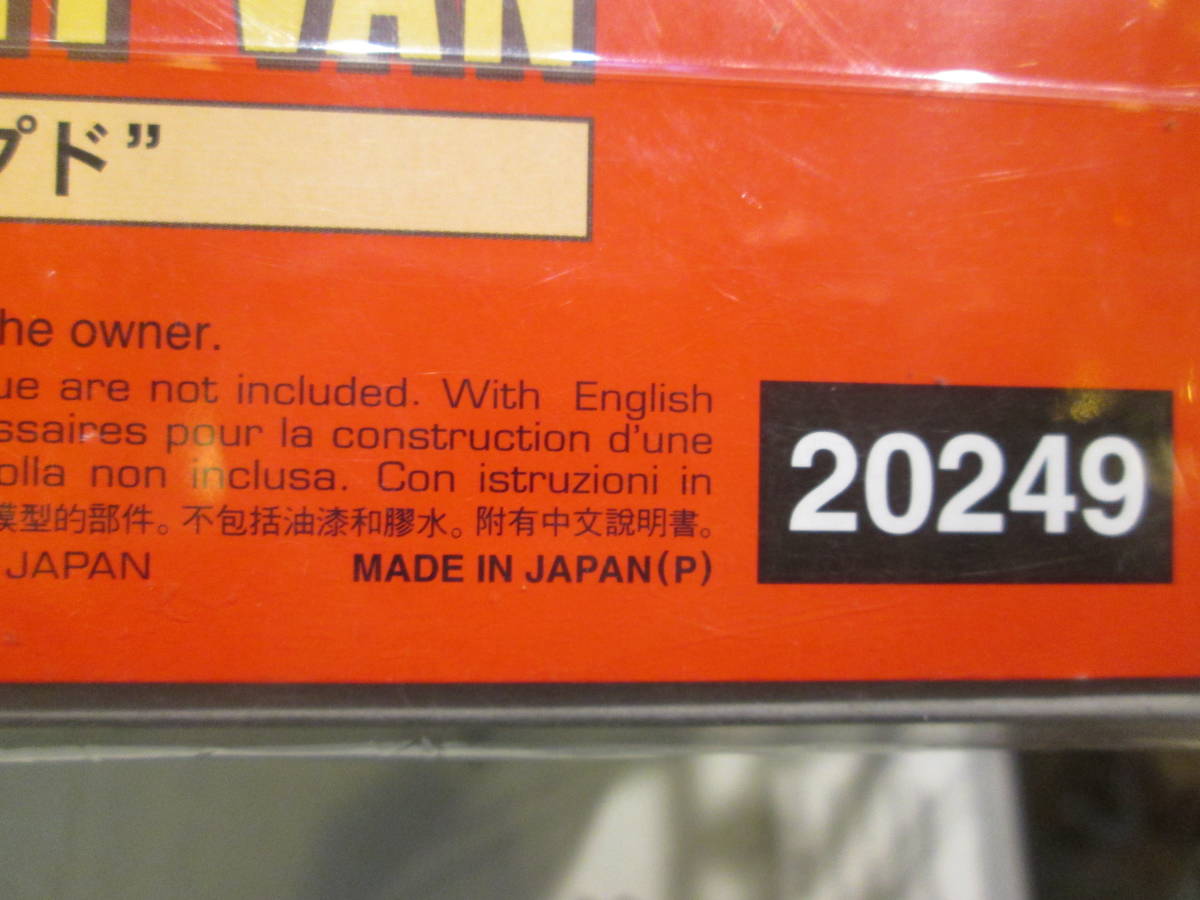 VAN
プド”
he owner.
ue are not included. With English
ssaires pour la construction d'une
olla non inclusa. Con istruzioni in
模型的部件。不包括油漆和膠水。附有中文說明書。
JAPAN MADE IN JAPAN(P)
20249